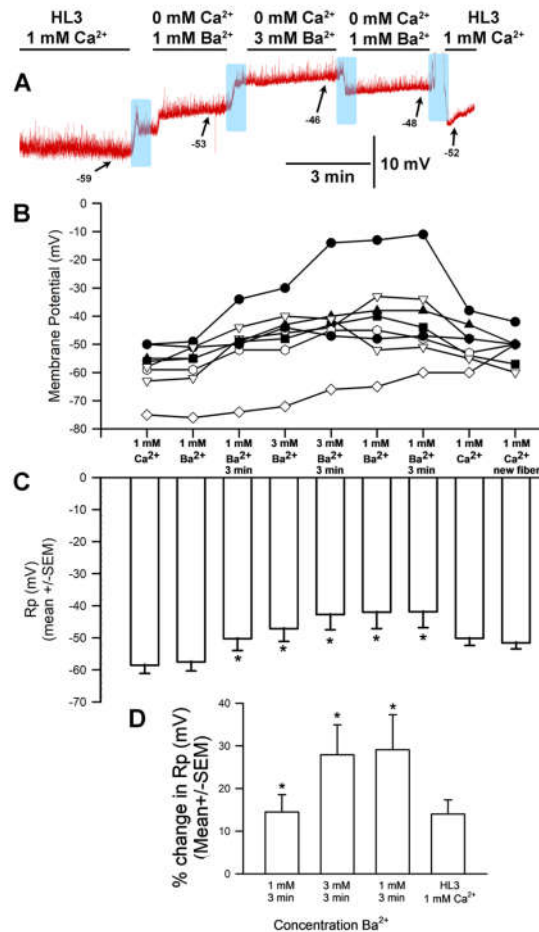 HL3 0 mM Ca²⁺ 0 mM Ca²⁺ 0 mM Ca²⁺ HL3
1 mM Ca²⁺ 1 mM Ba²⁺ 3 mM Ba²⁺ 1 mM Ba²⁺ 1 mM Ca²⁺
A
-59
-53
-46
-48
-52
3 min
10 mV
B
Membrane Potential (mV)
0
-10
-20
-30
-40
-50
-60
-70
-80
1 mM 1 mM 1 mM 3 mM 3 mM 1 mM 1 mM 1 mM 1 mM
Ca²⁺ Ba²⁺ Ba²⁺ Ba²⁺ Ba²⁺ Ba²⁺ Ba²⁺ Ca²⁺ Ca²⁺
3 min 3 min 3 min new fiber
C
Rp (mV)
(mean +/-SEM)
0
-10
-20
-30
-40
-50
-60
-70
* * * * *
D
% change in Rp (mV)
(Mean+/-SEM)
40
30
20
10
0
* * *
1 mM 3 mM 1 mM HL3
3 min 3 min 3 min 1 mM Ca²⁺
Concentration Ba²⁺